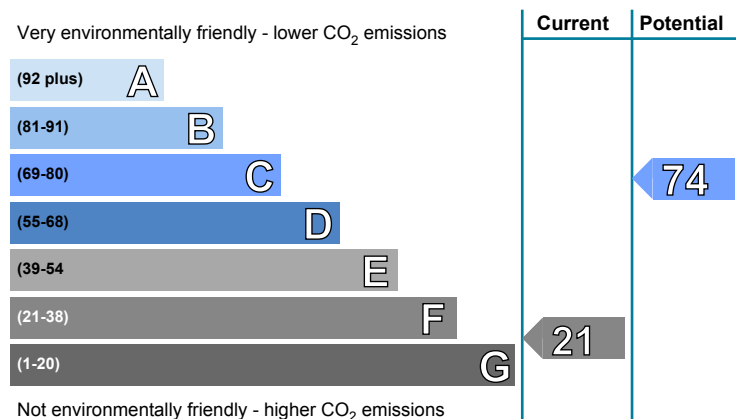 Current Potential
Very environmentally friendly - lower CO2 emissions
(92 plus) A
(81-91) B
(69-80) C
74
(55-68) D
(39-54 E
(21-38) F
21
(1-20) G
Not environmentally friendly - higher CO2 emissions